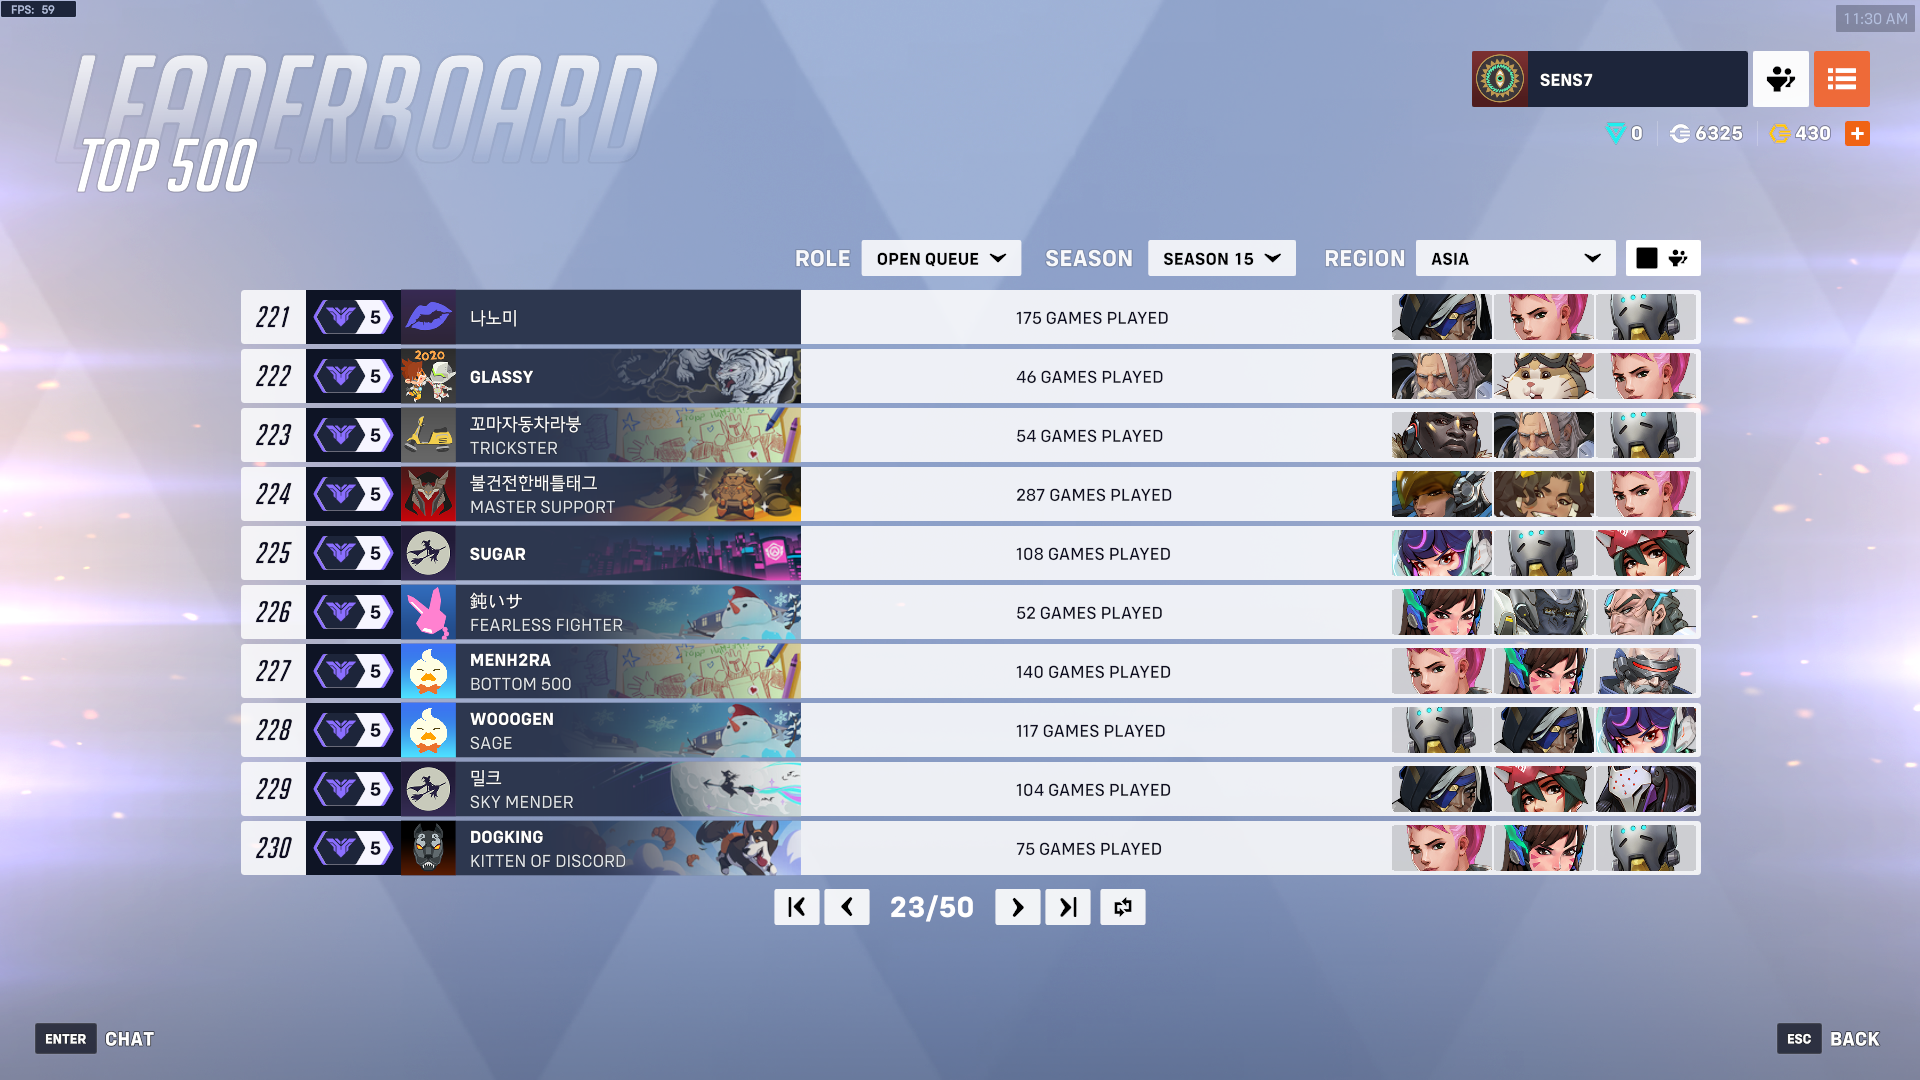 FPS: 59
11:30 AM
LEADERBOARD
TOP 500
SENS7
0 6325 430
ROLE OPEN QUEUE SEASON SEASON 15 REGION ASIA
221 5 나노미 175 GAMES PLAYED
2020
222 5 GLASSY 46 GAMES PLAYED
223 5 꼬마자동차라붕 54 GAMES PLAYED
TRICKSTER
224 5 불건전한배틀태그 287 GAMES PLAYED
MASTER SUPPORT
225 5 SUGAR 108 GAMES PLAYED
226 5 鈍いサ 52 GAMES PLAYED
FEARLESS FIGHTER
227 5 MENH2RA 140 GAMES PLAYED
BOTTOM 500
228 5 WOOOGEN 117 GAMES PLAYED
SAGE
229 5 밀크 104 GAMES PLAYED
SKY MENDER
230 5 DOGKING 75 GAMES PLAYED
KITTEN OF DISCORD
23/50
ENTER CHAT
ESC BACK